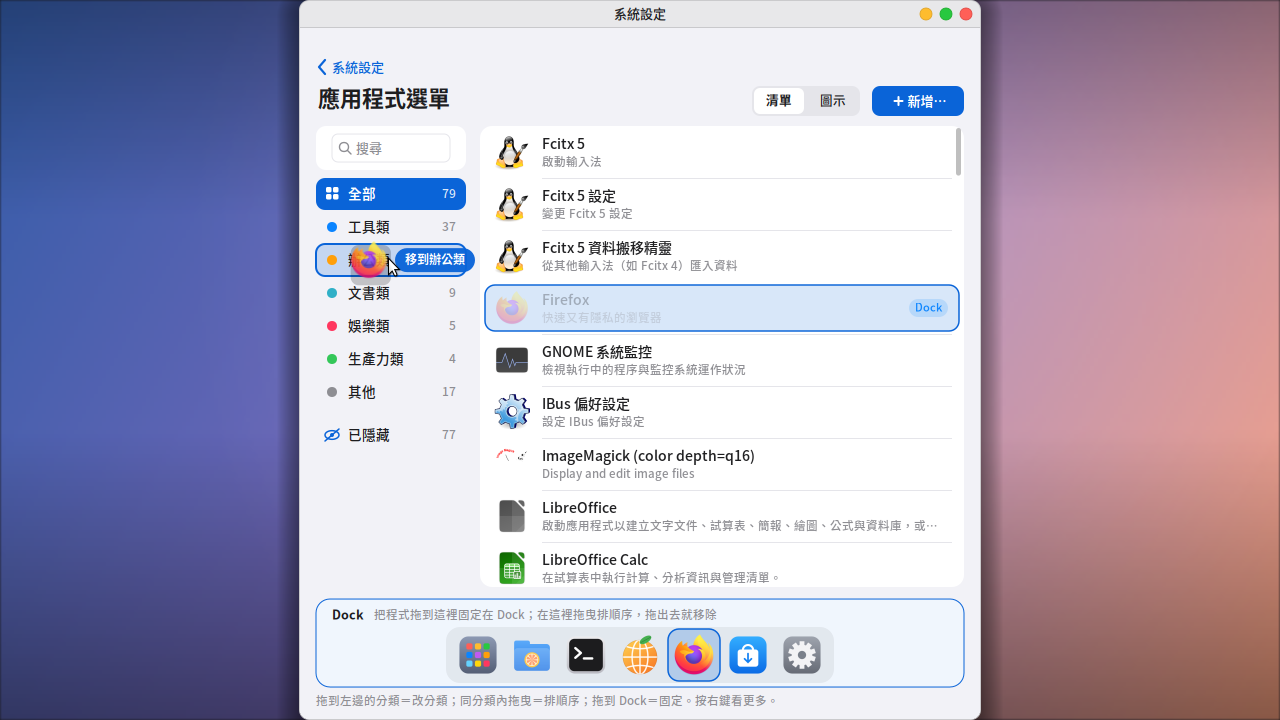 系統設定
系統設定
應用程式選單
清單
圖示
新增…
搜尋
全部 79
工具類 37
移到辦公類
文書類 9
娛樂類 5
生產力類 4
其他 17
已隱藏 77
Fcitx 5
啟動輸入法
Fcitx 5 設定
變更 Fcitx 5 設定
Fcitx 5 資料搬移精靈
從其他輸入法（如 Fcitx 4）匯入資料
Firefox
快速又有隱私的瀏覽器
Dock
GNOME 系統監控
檢視執行中的程序與監控系統運作狀況
IBus 偏好設定
設定 IBus 偏好設定
ImageMagick (color depth=q16)
Display and edit image files
LibreOffice
啟動應用程式以建立文字文件、試算表、簡報、繪圖、公式與資料庫，或…
LibreOffice Calc
在試算表中執行計算、分析資訊與管理清單。
Dock 把程式拖到這裡固定在 Dock；在這裡拖曳排順序，拖出去就移除
拖到左邊的分類＝改分類；同分類內拖曳＝排順序；拖到 Dock＝固定。按右鍵看更多。